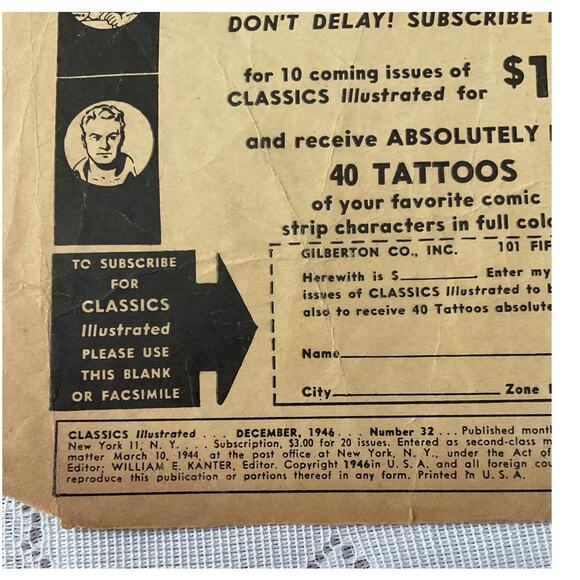 DON'T DELAY! SUBSCRIBE
for 10 coming issues of
CLASSICS Illustrated for $1
and receive ABSOLUTELY
40 TATTOOS
of your favorite comic
strip characters in full colo
GILBERTON CO., INC. 101 FIF
Herewith is $ Enter my
issues of CLASSICS Illustrated to b
also to receive 40 Tattoos absolute
Name
City Zone
TO SUBSCRIBE
FOR
CLASSICS
Illustrated
PLEASE USE
THIS BLANK
OR FACSIMILE
CLASSICS Illustrated . . . DECEMBER, 1946 . . . Number 32 . . . Published mont
New York 11, N. Y. . . . Subscription, $3.00 for 20 issues. Entered as second-class m
matter March 10, 1944, at the post office at New York, N. Y., under the Act of
Editor; WILLIAM E. KANTER, Editor. Copyright 1946 in U. S. A. and all foreign cou
reproduce this publication or portions thereof in any form. Printed in U. S. A.